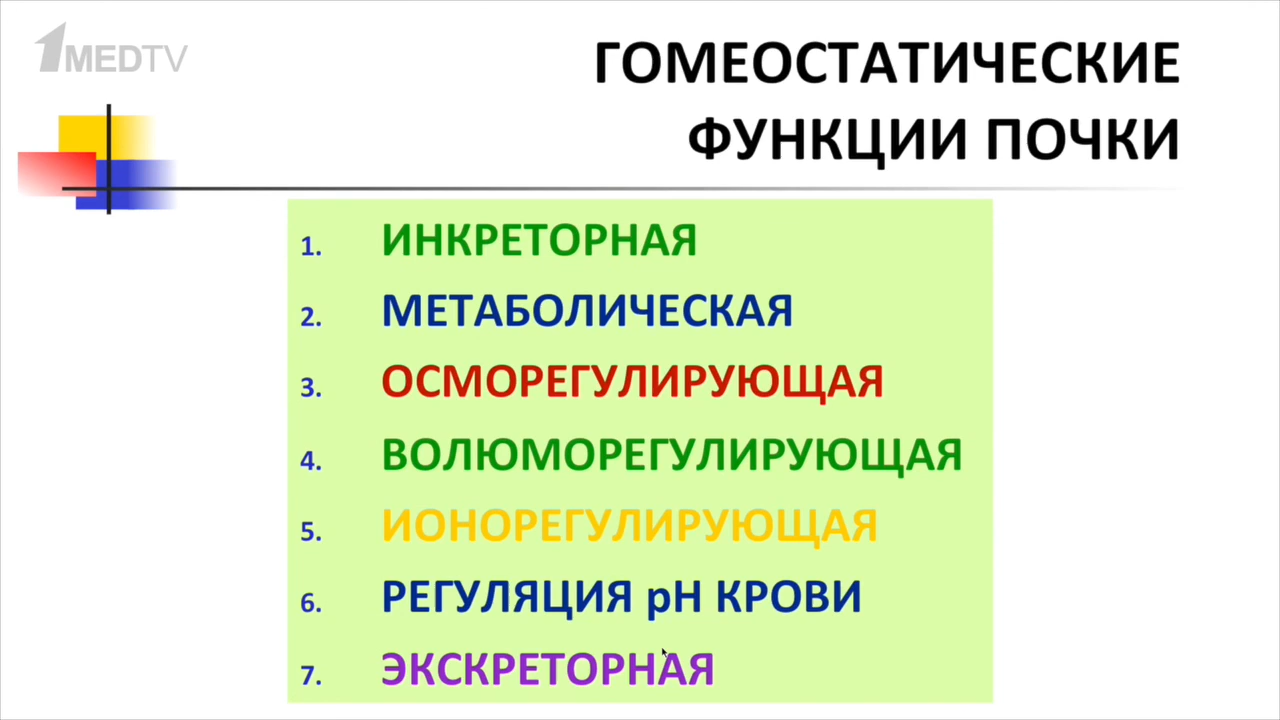 1MEDTV
ГОМЕОСТАТИЧЕСКИЕ
ФУНКЦИИ ПОЧКИ
1. ИНКРЕТОРНАЯ
2. МЕТАБОЛИЧЕСКАЯ
3. ОСМОРЕГУЛИРУЮЩАЯ
4. ВОЛЮМОРЕГУЛИРУЮЩАЯ
5. ИОНОРЕГУЛИРУЮЩАЯ
6. РЕГУЛЯЦИЯ рН КРОВИ
7. ЭКСКРЕТОРНАЯ